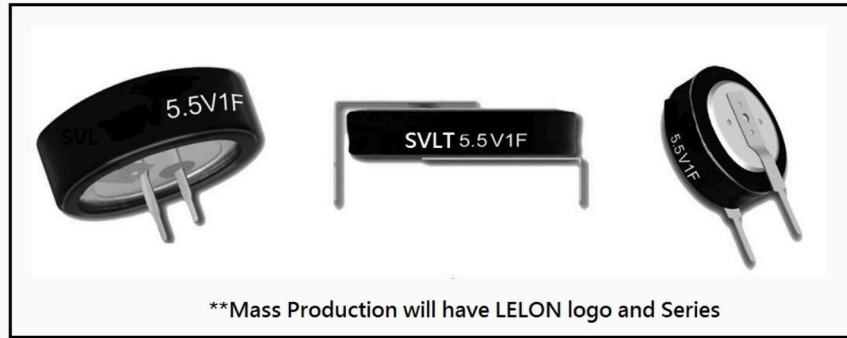 5.5V1F
SVL
SVLT 5.5V1F
5.5V1F
**Mass Production will have LELON logo and Series